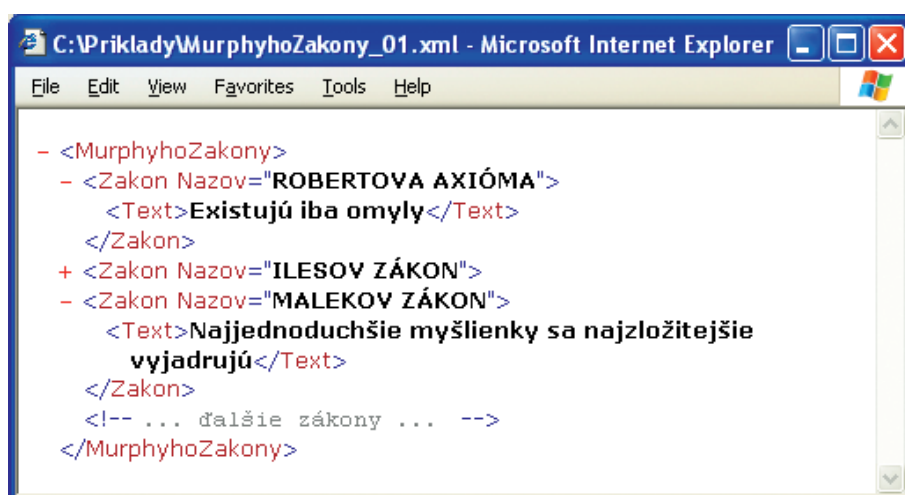 C:\Priklady\MurphyhoZakony_01.xml - Microsoft Internet Explorer
File Edit View Favorites Tools Help
- <MurphyhoZakony>
- <Zakon Nazov="ROBERTOVA AXIÓMA">
<Text>Existujú iba omyly</Text>
</Zakon>
+ <Zakon Nazov="ILESOV ZÁKON">
- <Zakon Nazov="MALEKOV ZÁKON">
<Text>Najjednoduchšie myšlienky sa najzložitejšie
vyjadrujú</Text>
</Zakon>
<!-- ... ďalšie zákony ... -->
</MurphyhoZakony>